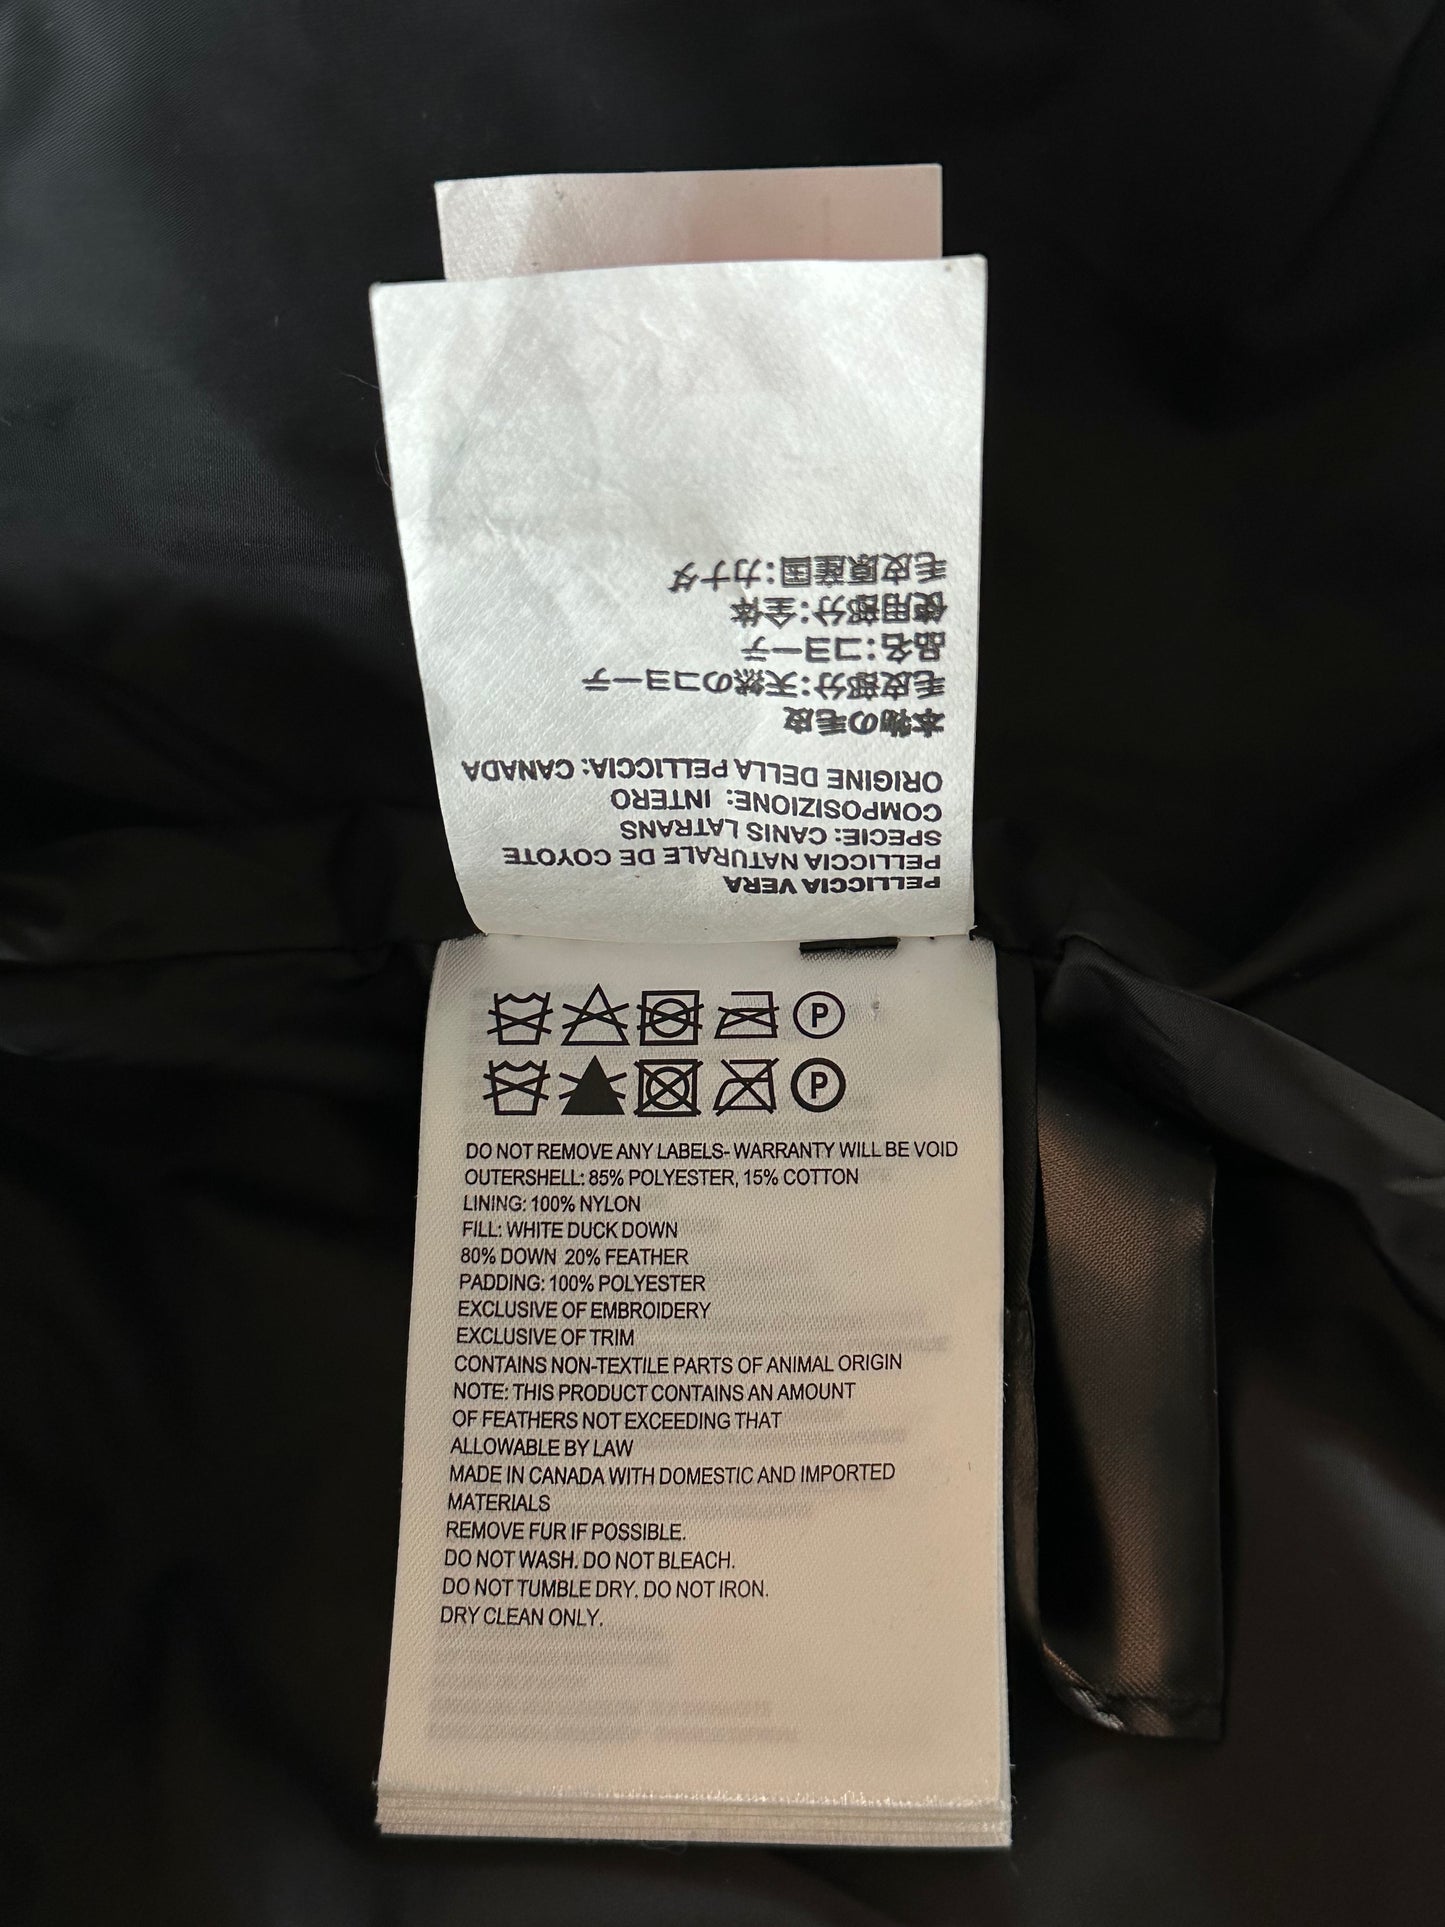 PELLICCIA VERA
PELLICCIA NATURALE DE COYOTE
SPECIE: CANIS LATRANS
COMPOSIZIONE: INTERO
ORIGINE DELLA PELLICCIA: CANADA
本物の毛皮
毛皮部分:天然のコヨーテ
品名:コヨーテ
使用部分:全体
毛皮原産国:カナダ
P
P
DO NOT REMOVE ANY LABELS- WARRANTY WILL BE VOID
OUTERSHELL: 85% POLYESTER, 15% COTTON
LINING: 100% NYLON
FILL: WHITE DUCK DOWN
80% DOWN 20% FEATHER
PADDING: 100% POLYESTER
EXCLUSIVE OF EMBROIDERY
EXCLUSIVE OF TRIM
CONTAINS NON-TEXTILE PARTS OF ANIMAL ORIGIN
NOTE: THIS PRODUCT CONTAINS AN AMOUNT
OF FEATHERS NOT EXCEEDING THAT
ALLOWABLE BY LAW
MADE IN CANADA WITH DOMESTIC AND IMPORTED
MATERIALS
REMOVE FUR IF POSSIBLE.
DO NOT WASH. DO NOT BLEACH.
DO NOT TUMBLE DRY. DO NOT IRON.
DRY CLEAN ONLY.